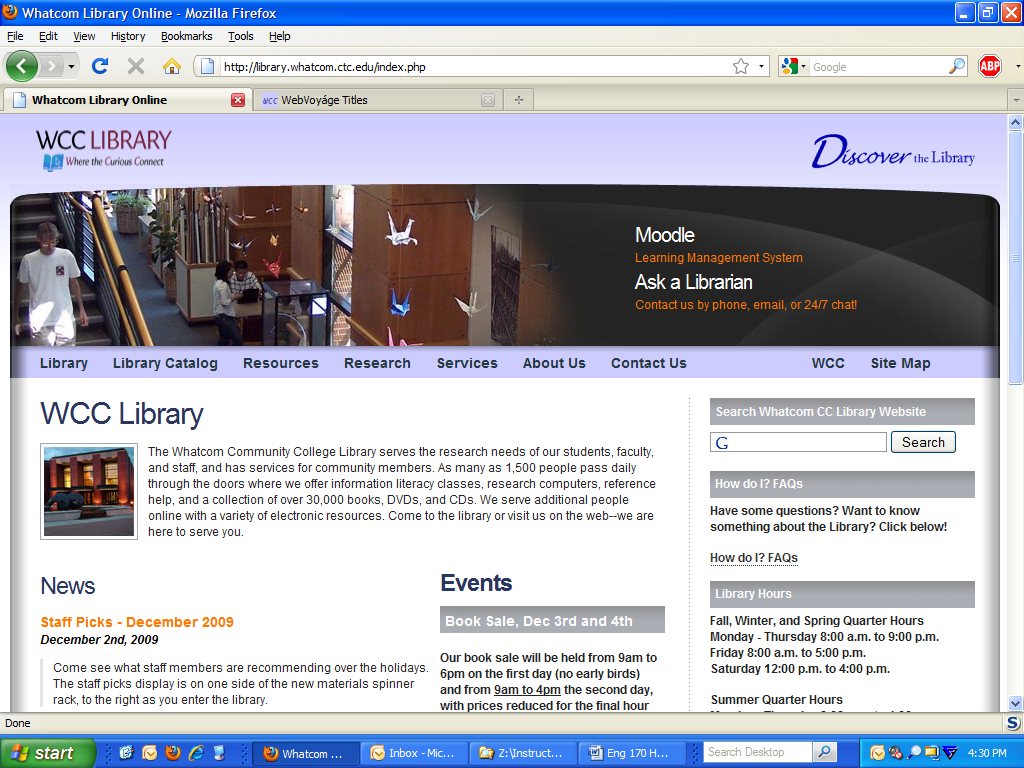 Whatcom Library Online - Mozilla Firefox
File Edit View History Bookmarks Tools Help
http://library.whatcom.ctc.edu/index.php
Google
ABP
Whatcom Library Online
wcc WebVoyáge Titles
WCC LIBRARY
Where the Curious Connect
Discover the Library
Moodle
Learning Management System
Ask a Librarian
Contact us by phone, email, or 24/7 chat!
Library Library Catalog Resources Research Services About Us Contact Us WCC Site Map
WCC Library
The Whatcom Community College Library serves the research needs of our students, faculty,
and staff, and has services for community members. As many as 1,500 people pass daily
through the doors where we offer information literacy classes, research computers, reference
help, and a collection of over 30,000 books, DVDs, and CDs. We serve additional people
online with a variety of electronic resources. Come to the library or visit us on the web--we are
here to serve you.
News
Staff Picks - December 2009
December 2nd, 2009
Come see what staff members are recommending over the holidays.
The staff picks display is on one side of the new materials spinner
rack, to the right as you enter the library.
Events
Book Sale, Dec 3rd and 4th
Our book sale will be held from 9am to
6pm on the first day (no early birds)
and from 9am to 4pm the second day,
with prices reduced for the final hour
Search Whatcom CC Library Website
G
Search
How do I? FAQs
Have some questions? Want to know
something about the Library? Click below!
How do I? FAQs
Library Hours
Fall, Winter, and Spring Quarter Hours
Monday - Thursday 8:00 a.m. to 9:00 p.m.
Friday 8:00 a.m. to 5:00 p.m.
Saturday 12:00 p.m. to 4:00 p.m.
Summer Quarter Hours
Done
S
start
Whatcom ...
Inbox - Mic...
Z:\Instruct...
Eng 170 H...
Search Desktop
4:30 PM